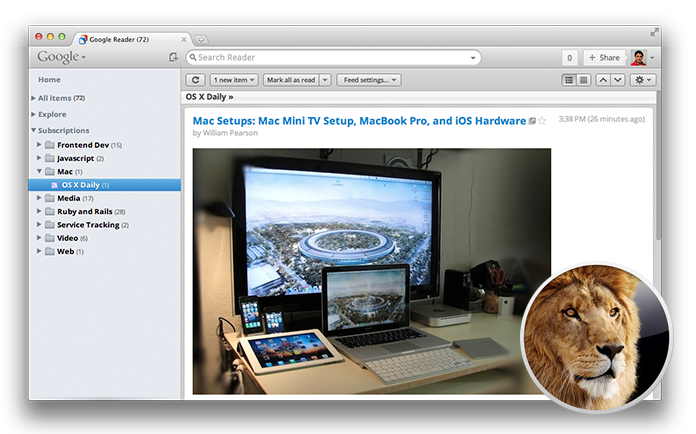 Google Reader (72)
Google
Search Reader
0
+ Share
1 new item
Mark all as read
Feed settings...
Home
All items (72)
Explore
Subscriptions
Frontend Dev (15)
Javascript (2)
Mac (1)
OS X Daily (1)
Media (17)
Ruby and Rails (28)
Service Tracking (2)
Video (6)
Web (1)
OS X Daily »
Mac Setups: Mac Mini TV Setup, MacBook Pro, and iOS Hardware
3:38 PM (26 minutes ago)
by William Pearson